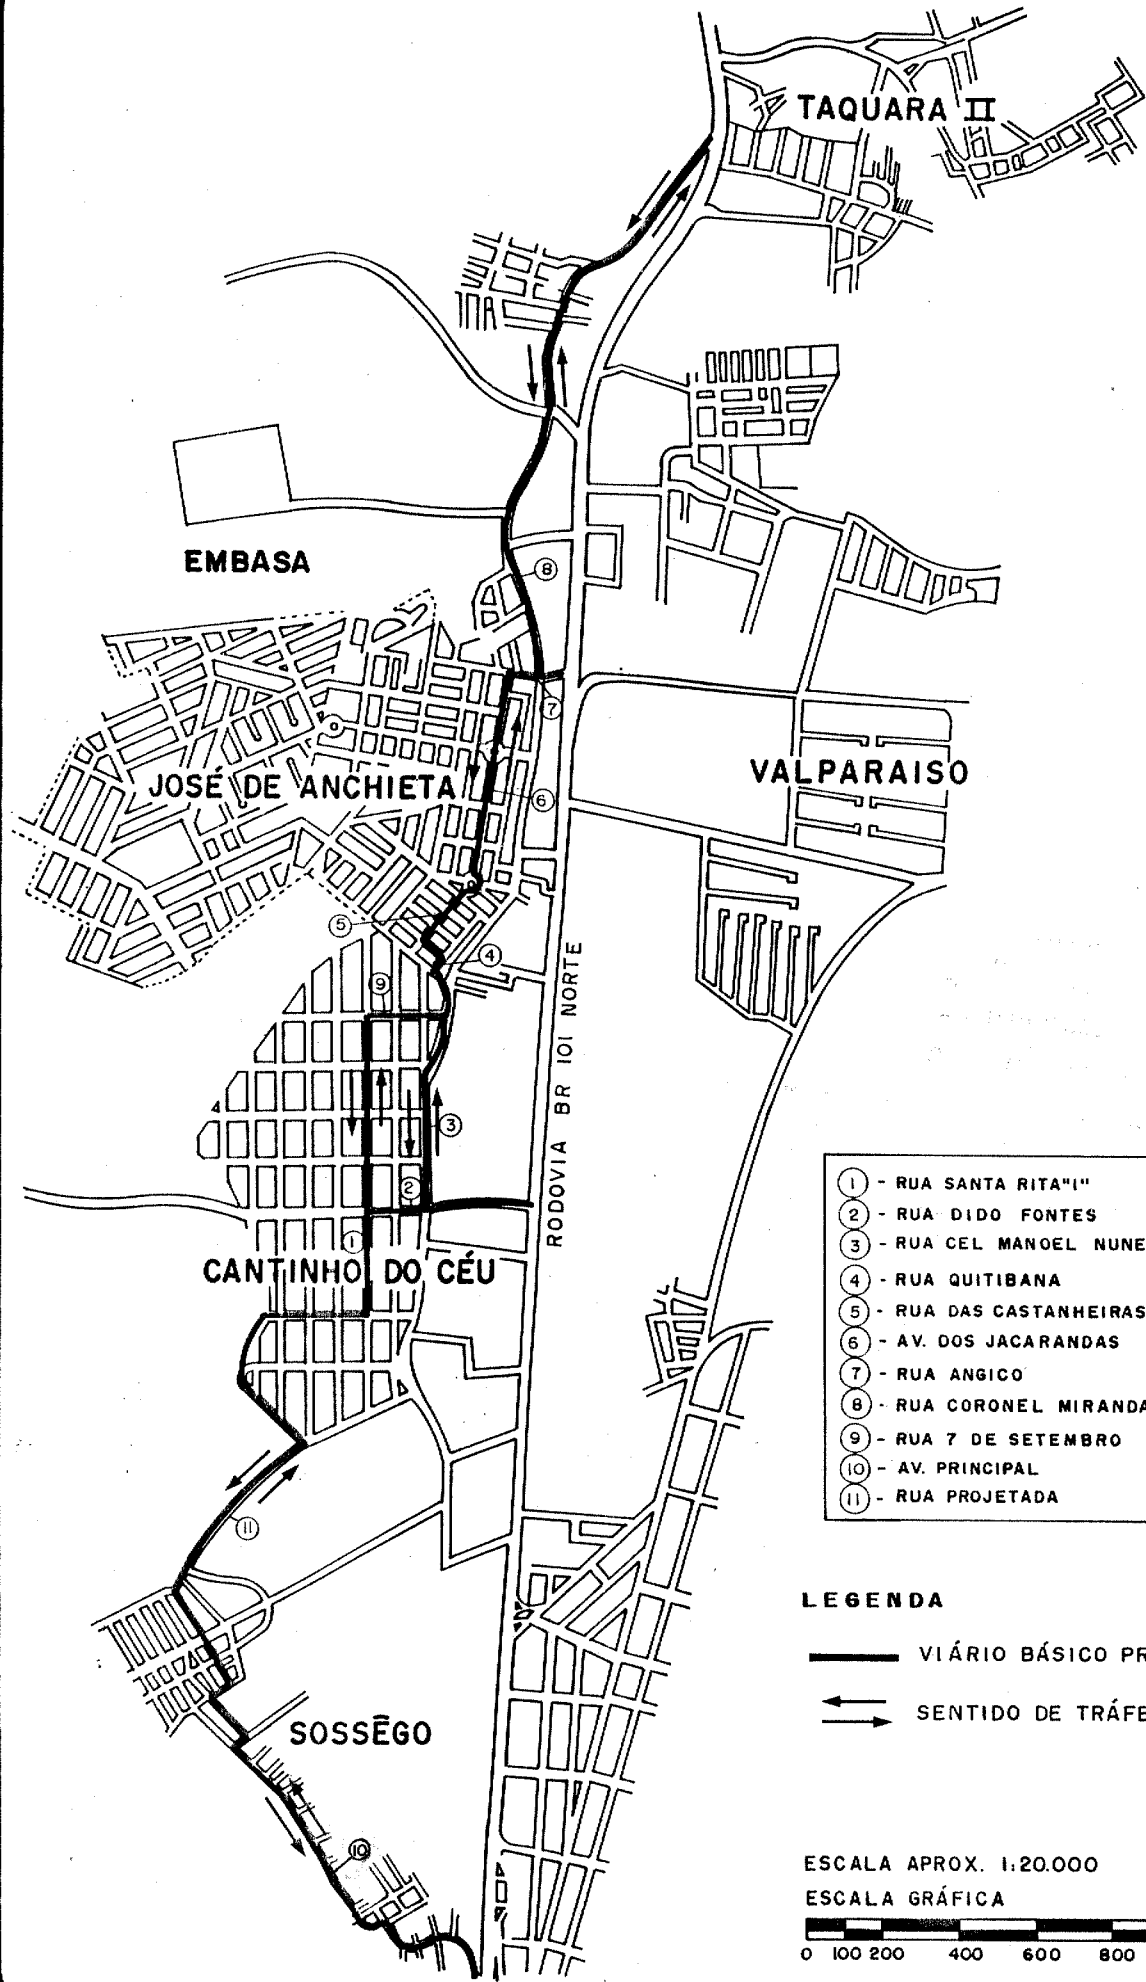 TAQUARA II
EMBASA
8
7
JOSÉ DE ANCHIETA
VALPARAISO
6
5
4
9
RODOVIA BR 101 NORTE
3
2
1
CANTINHO DO CÉU
1 - RUA SANTA RITA"I"
2 - RUA DIDO FONTES
3 - RUA CEL MANOEL NUNE
4 - RUA QUITIBANA
5 - RUA DAS CASTANHEIRAS
6 - AV. DOS JACARANDAS
7 - RUA ANGICO
8 - RUA CORONEL MIRANDA
9 - RUA 7 DE SETEMBRO
10 - AV. PRINCIPAL
11 - RUA PROJETADA
11
LEGENDA
VIÁRIO BÁSICO PR
SENTIDO DE TRÁFE
SOSSÊGO
10
ESCALA APROX. 1:20.000
ESCALA GRÁFICA
0 100 200 400 600 800